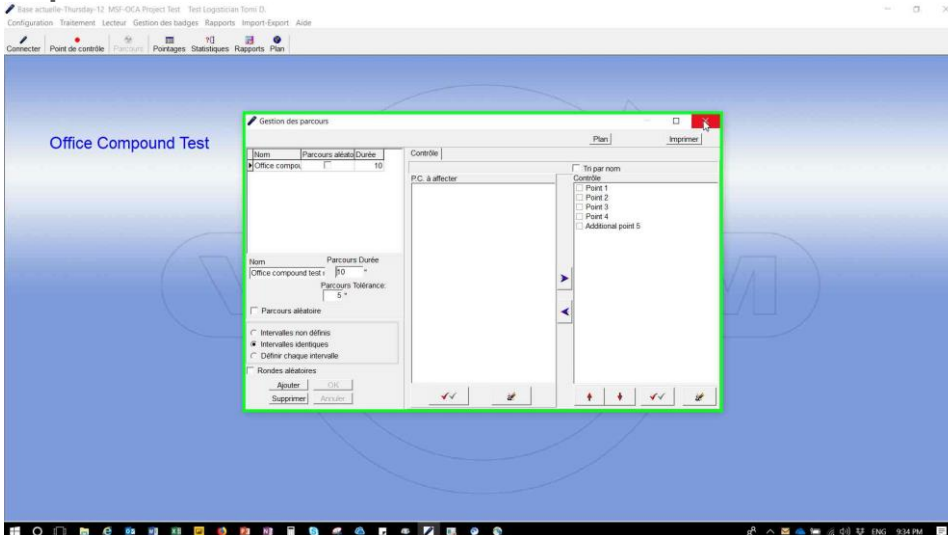 Base actuelle-Thursday-12 MSF-OCA Project Test Test Logostician Toms D.
Configuration Traitement Lecteur Gestion des badges Rapports Import-Export Aide
Connecter Point de contrôle Parcours Pointages Statistiques Rapports Plan
Office Compound Test
Gestion des parcours
Plan Imprimer
Nom Parcours aléato Durée
Office compou 10
Contrôle
Tri par nom
P.C. à affecter
Contrôle
Point 1
Point 2
Point 3
Point 4
Additional point 5
Nom Parcours Durée
Office compound test 10 "
Parcours Tolérance:
5 "
Parcours aléatoire
Intervalles non définis
Intervalles identiques
Définir chaque intervalle
Rondes aléatoires
Ajouter OK
Supprimer Annuler
ENG 9:34 PM